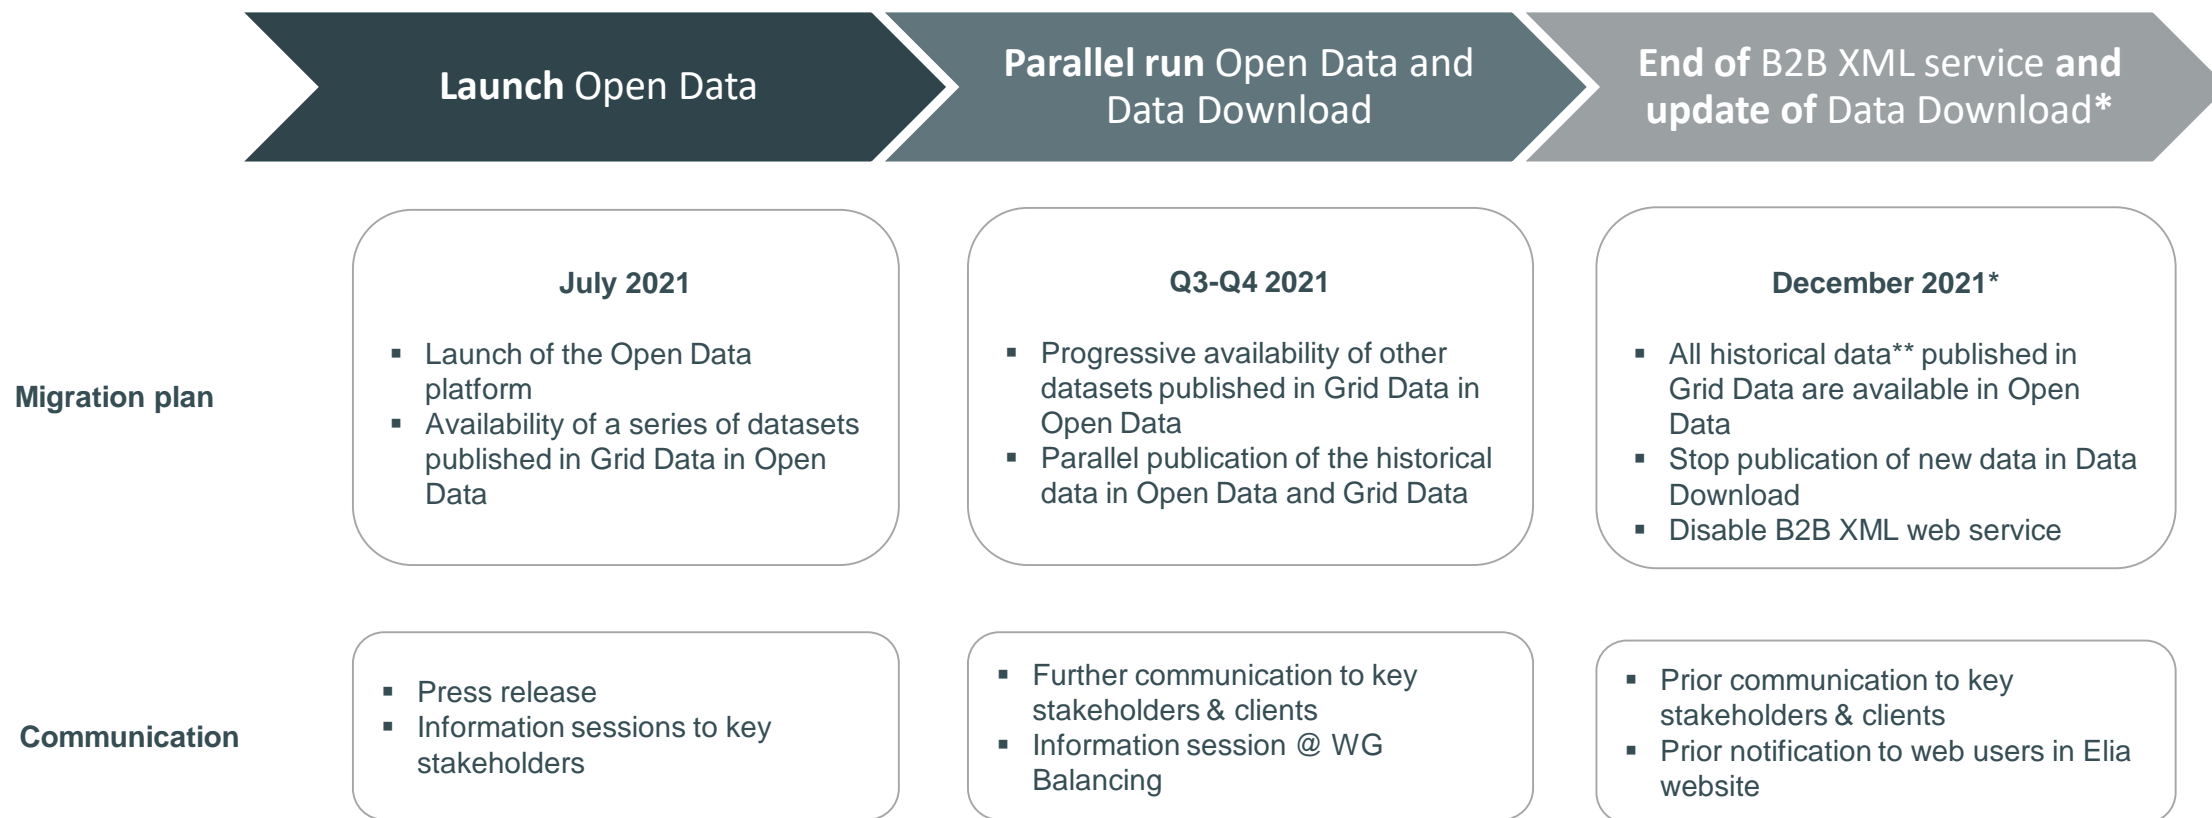 Launch Open Data
Parallel run Open Data and
Data Download
End of B2B XML service and
update of Data Download*
Migration plan
July 2021
▪ Launch of the Open Data
platform
▪ Availability of a series of datasets
published in Grid Data in Open
Data
Q3-Q4 2021
▪ Progressive availability of other
datasets published in Grid Data in
Open Data
▪ Parallel publication of the historical
data in Open Data and Grid Data
December 2021*
▪ All historical data** published in
Grid Data are available in Open
Data
▪ Stop publication of new data in Data
Download
▪ Disable B2B XML web service
Communication
▪ Press release
▪ Information sessions to key
stakeholders
▪ Further communication to key
stakeholders & clients
▪ Information session @ WG
Balancing
▪ Prior communication to key
stakeholders & clients
▪ Prior notification to web users in Elia
website